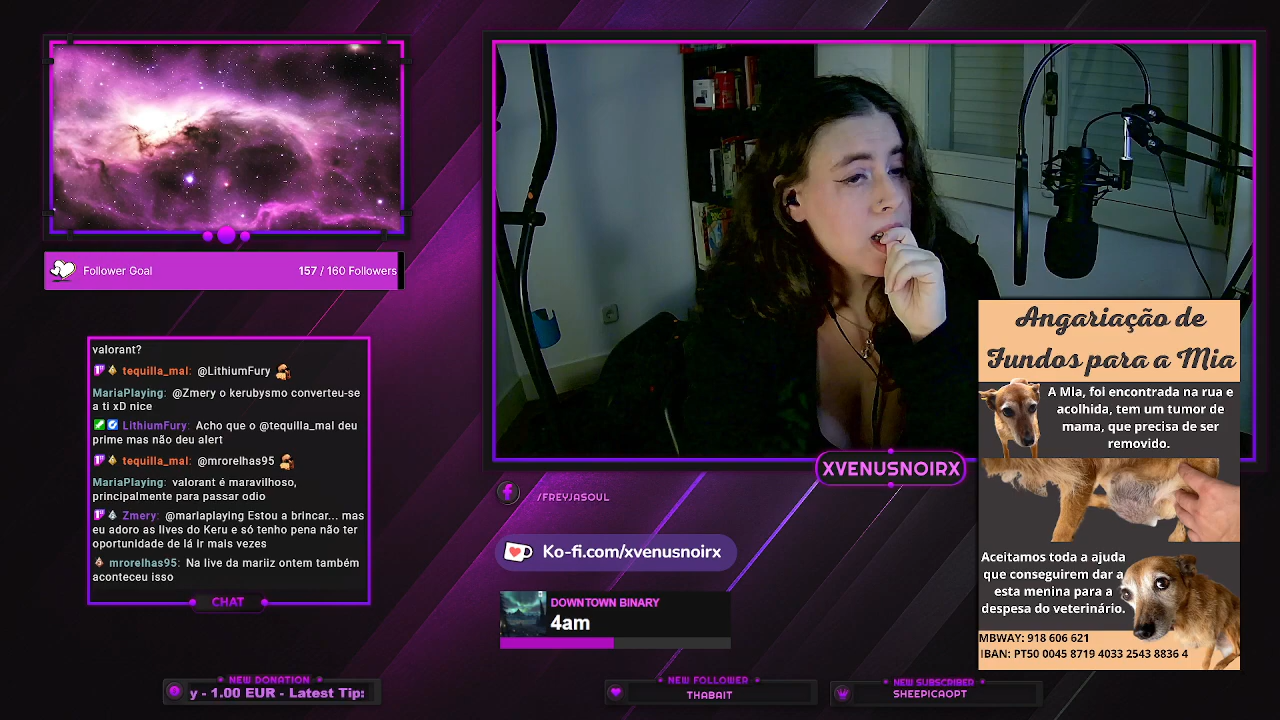 Follower Goal
157 / 160 Followers
valorant?
tequilla_mal: @LithiumFury
MariaPlaying: @Zmery o kerubysmo converteu-se
a ti xD nice
LithiumFury: Acho que o @tequilla_mal deu
prime mas não deu alert
tequilla_mal: @mrorelhas95
MariaPlaying: valorant é maravilhoso,
principalmente para passar odio
Zmery: @mariaplaying Estou a brincar... mas
eu adoro as lives do Keru e só tenho pena não ter
oportunidade de lá ir mais vezes
mrorelhas95: Na live da mariiz ontem também
aconteceu isso
CHAT
XVENUSNOIRX
/FREYJASOUL
Ko-fi.com/xvenusnoirx
DOWNTOWN BINARY
4am
Angariação de
Fundos para a Mia
A Mia, foi encontrada na rua e
acolhida, tem um tumor de
mama, que precisa de ser
removido.
Aceitamos toda a ajuda
que conseguirem dar a
esta menina para a
despesa do veterinário.
MBWAY: 918 606 621
IBAN: PT50 0045 8719 4033 2543 8836 4
NEW DONATION
y - 1.00 EUR - Latest Tip:
NEW FOLLOWER
THABAIT
NEW SUBSCRIBED
SHEEPICAOPT